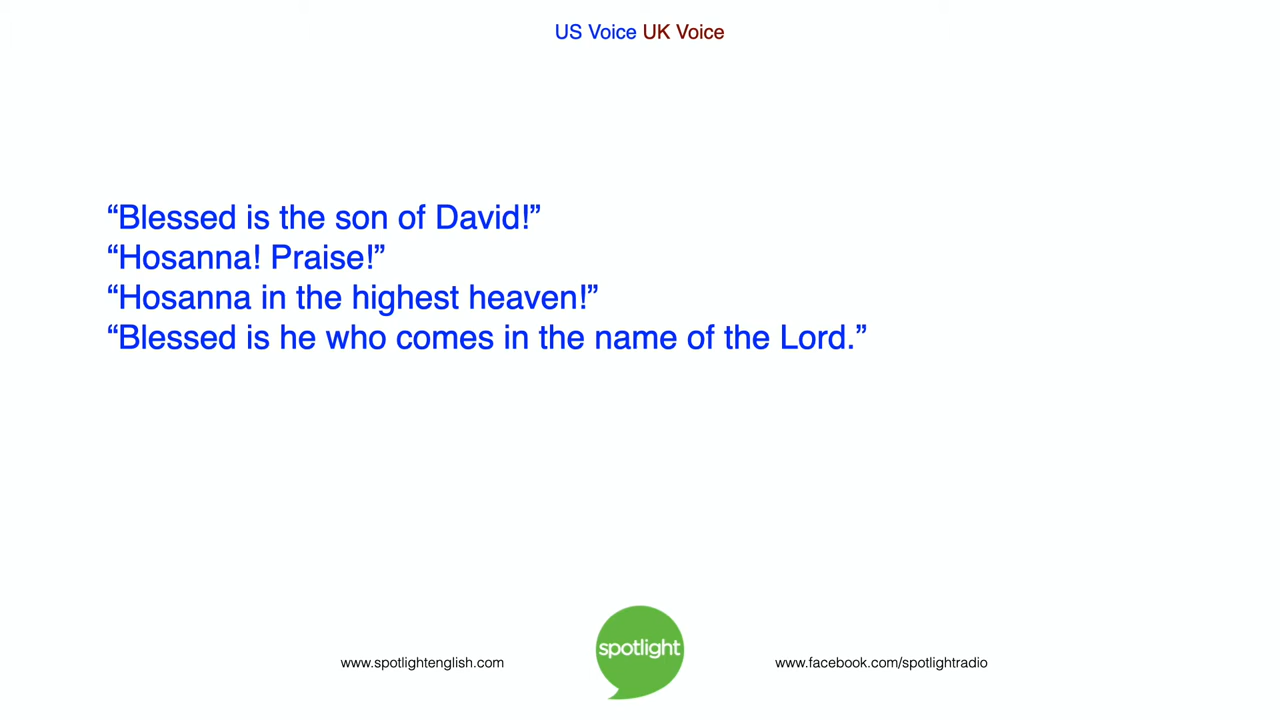 US Voice UK Voice
“Blessed is the son of David!”
“Hosanna! Praise!”
“Hosanna in the highest heaven!”
“Blessed is he who comes in the name of the Lord.”
spotlight
www.spotlightenglish.com
www.facebook.com/spotlightradio